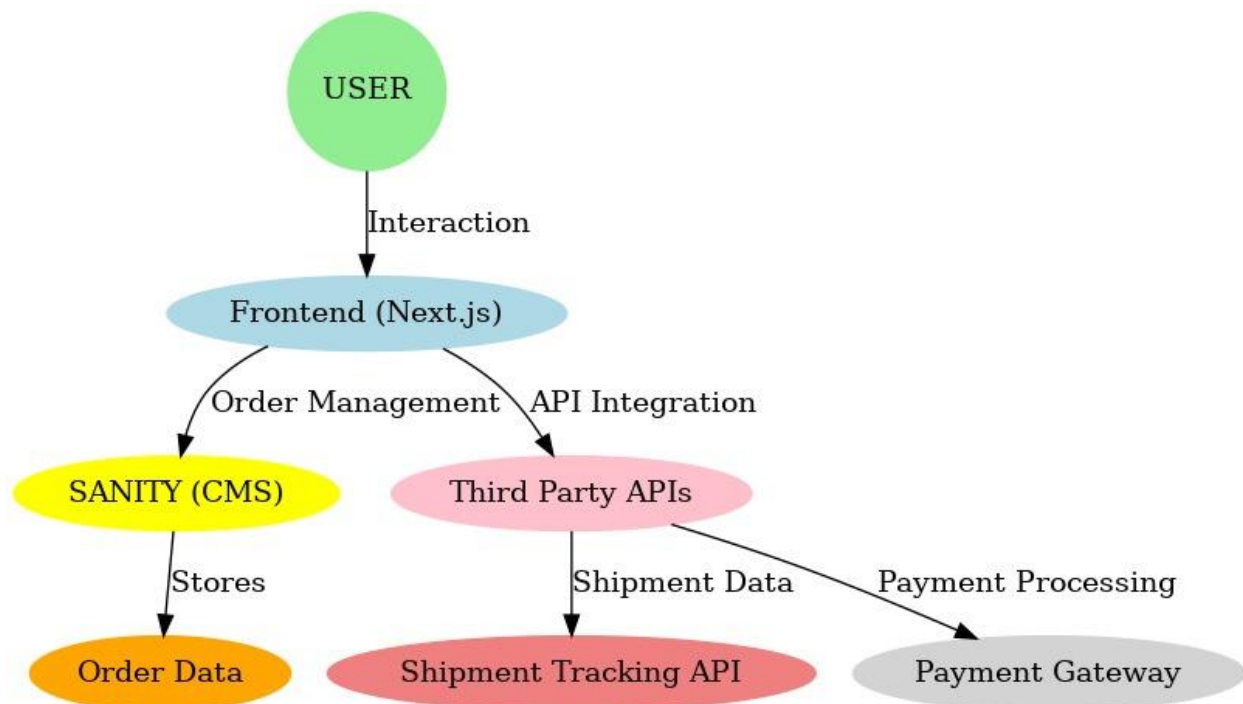 USER
Interaction
Frontend (Next.js)
Order Management
API Integration
SANITY (CMS)
Third Party APIs
Stores
Shipment Data
Payment Processing
Order Data
Shipment Tracking API
Payment Gateway